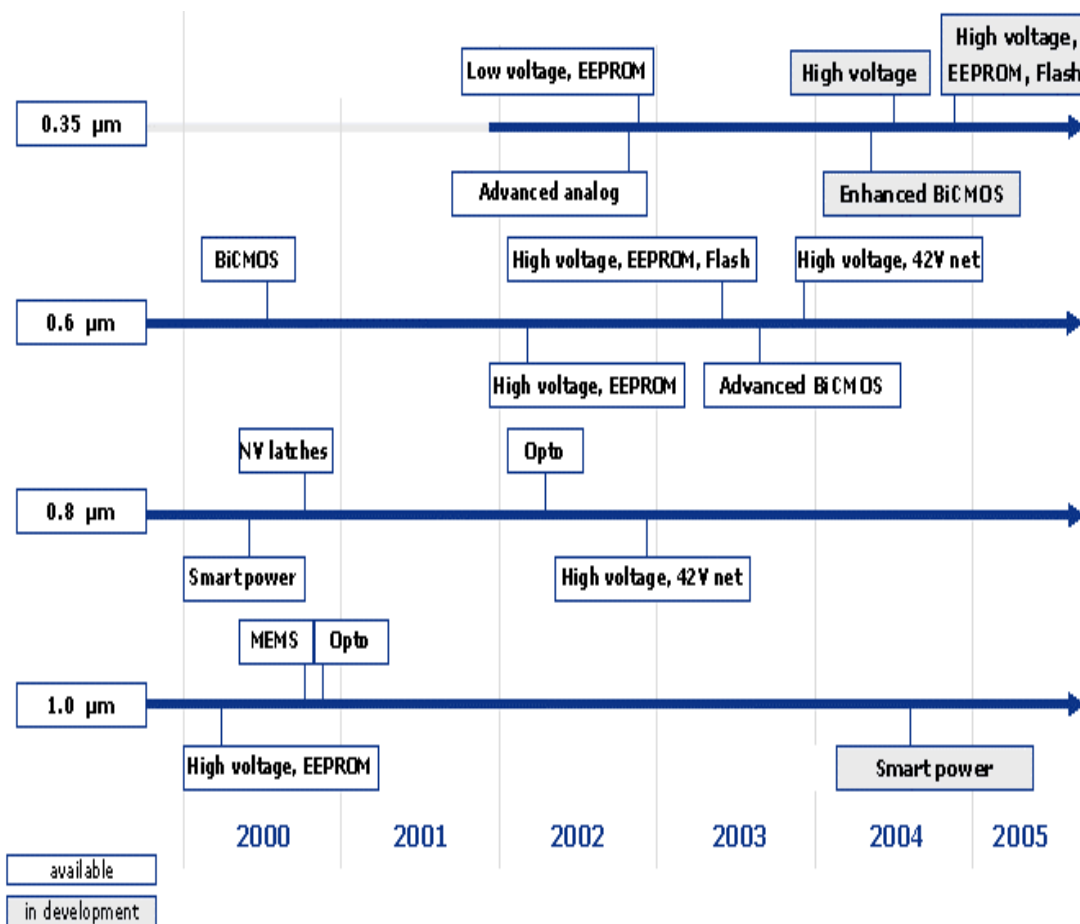 High voltage,
Low voltage, EEPROM
High voltage
EEPROM, Flash
0.35 µm
Advanced analog
Enhanced BiCMOS
BiCMOS
High voltage, EEPROM, Flash
High voltage, 42V net
0.6 µm
High voltage, EEPROM
Advanced BiCMOS
NV latches
Opto
0.8 µm
Smart power
High voltage, 42V net
MEMS
Opto
1.0 µm
High voltage, EEPROM
Smart power
2000
2001
2002
2003
2004
2005
available
in development